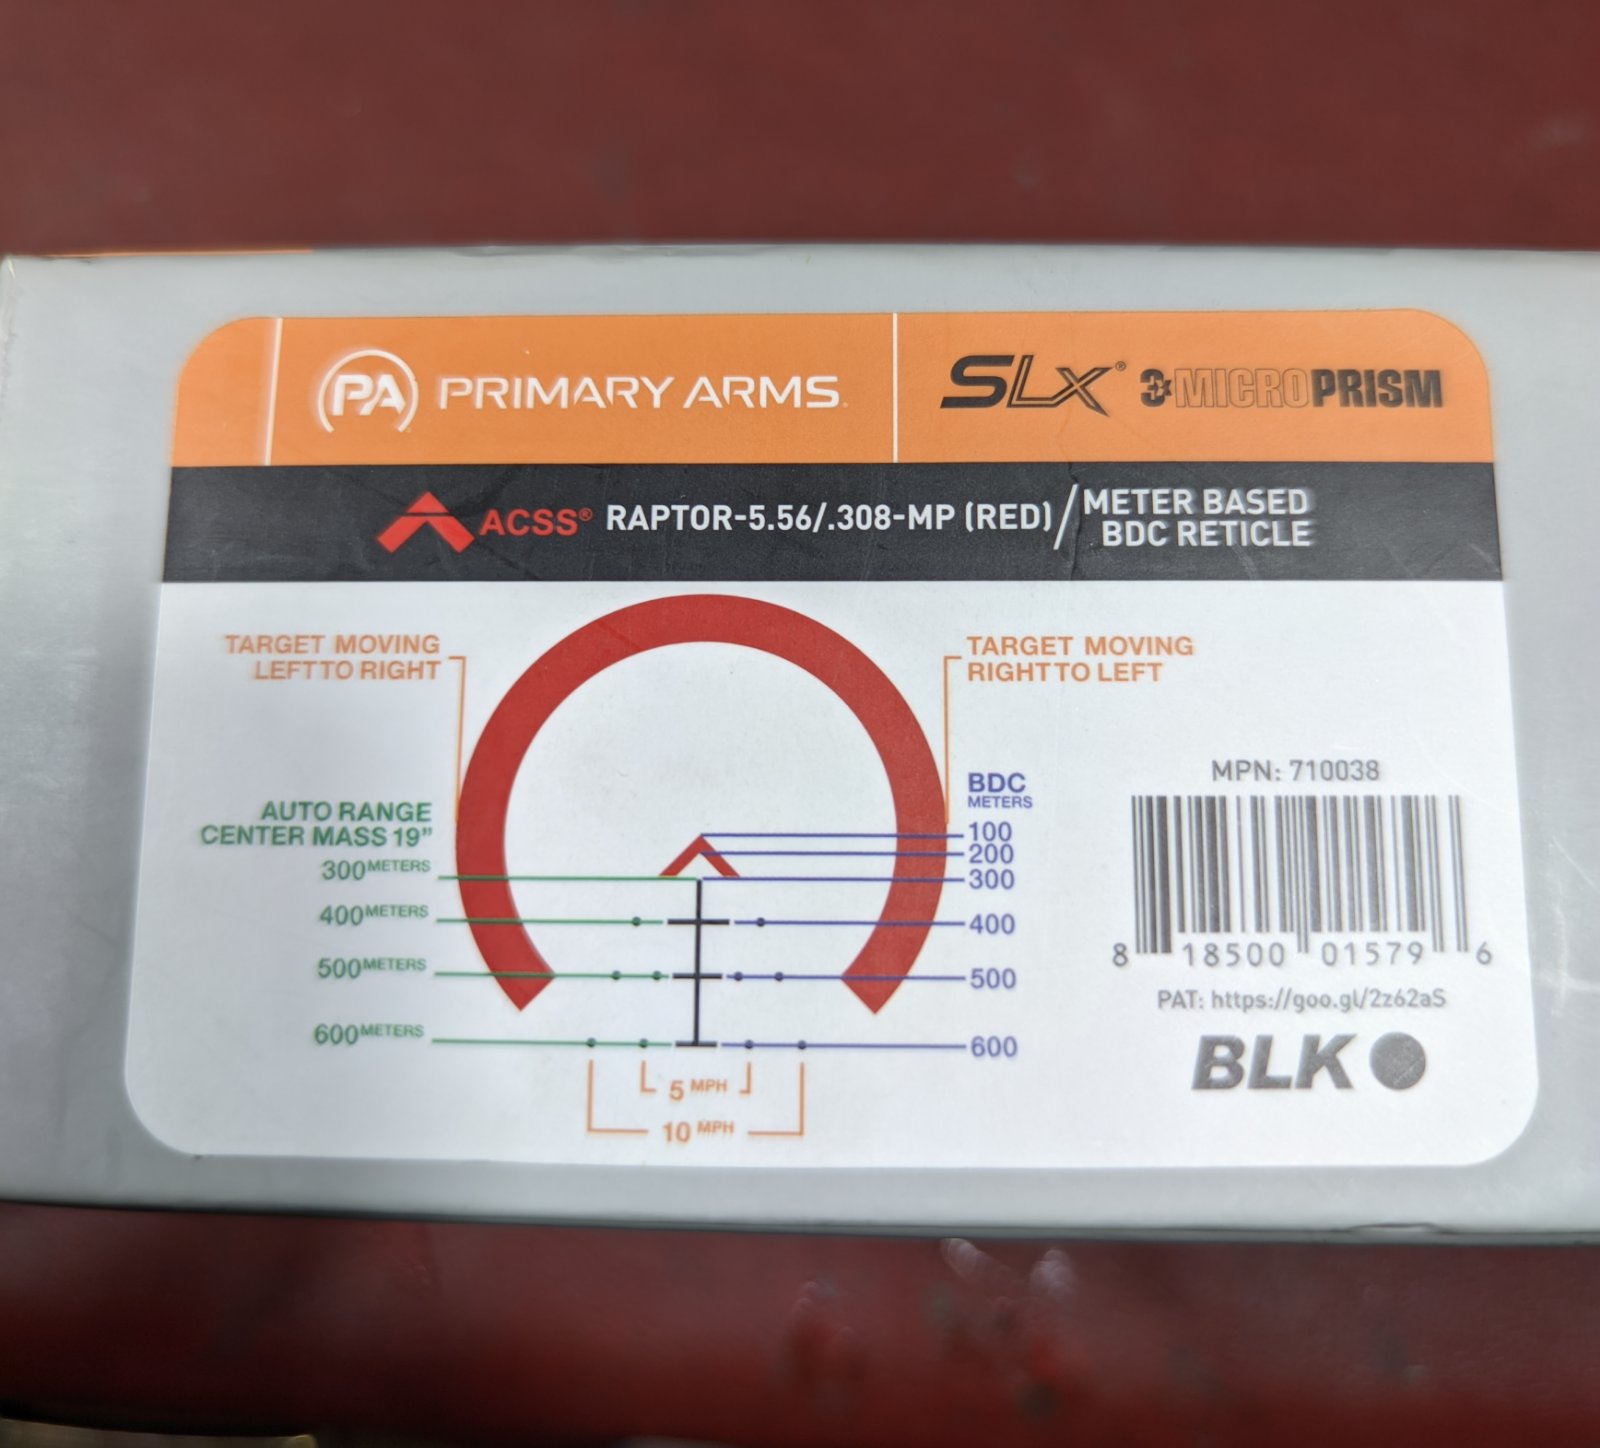 PA PRIMARY ARMS.
SLx® 3x MICROPRISM
ACSS® RAPTOR-5.56/.308-MP (RED) / METER BASED
BDC RETICLE
TARGET MOVING
LEFT TO RIGHT
TARGET MOVING
RIGHT TO LEFT
AUTO RANGE
CENTER MASS 19"
300 METERS
400 METERS
500 METERS
600 METERS
BDC
METERS
100
200
300
400
500
600
5 MPH
10 MPH
MPN: 710038
8 18500 01579 6
PAT: https://goo.gl/2z62aS
BLK